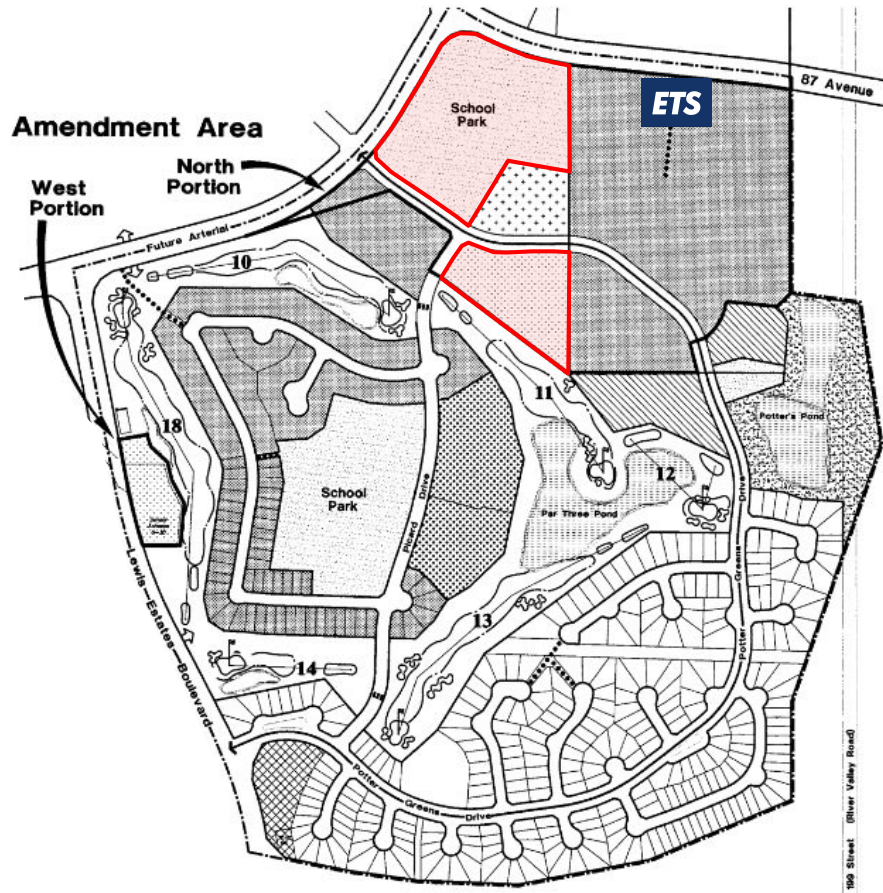 87 Avenue
ETS
School
Park
Amendment Area
North
Portion
West
Portion
Future Arterial
10
11
18
12
Potter's Pond
School
Park
Picard Drive
Par Three Pond
Potter Greens Drive
13
14
Lewis Estates Boulevard
Potter Greens Drive
199 Street (River Valley Road)